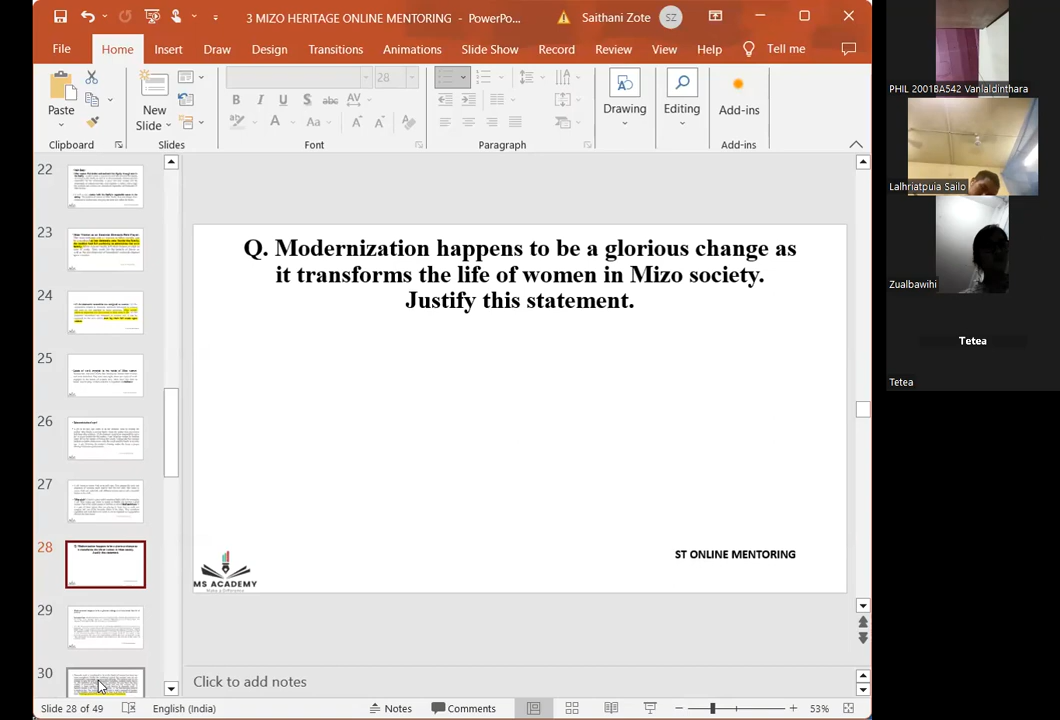 3 MIZO HERITAGE ONLINE MENTORING - PowerPo...
Saithani Zote
SZ
File
Home
Insert
Draw
Design
Transitions
Animations
Slide Show
Record
Review
View
Help
Tell me
Paste
New
Slide
28
Drawing
Editing
Add-ins
Clipboard
Slides
Font
Paragraph
Add-ins
22
23
24
25
26
27
28
29
30
Q. Modernization happens to be a glorious change as
it transforms the life of women in Mizo society.
Justify this statement.
MS ACADEMY
Make a Difference
ST ONLINE MENTORING
Click to add notes
Slide 28 of 49
English (India)
Notes
Comments
53%
PHIL 2001BA542 Vanlaldinthara
Lalhriatpuia Sailo
Zualbawihi
Tetea
Tetea